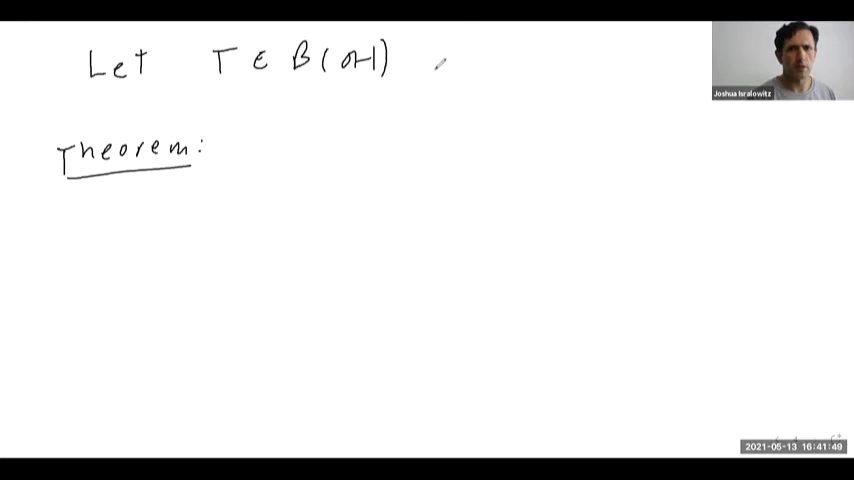 Let T ∈ B(H)
Joshua Isralowitz
Theorem:
2021-05-13 16:41:49